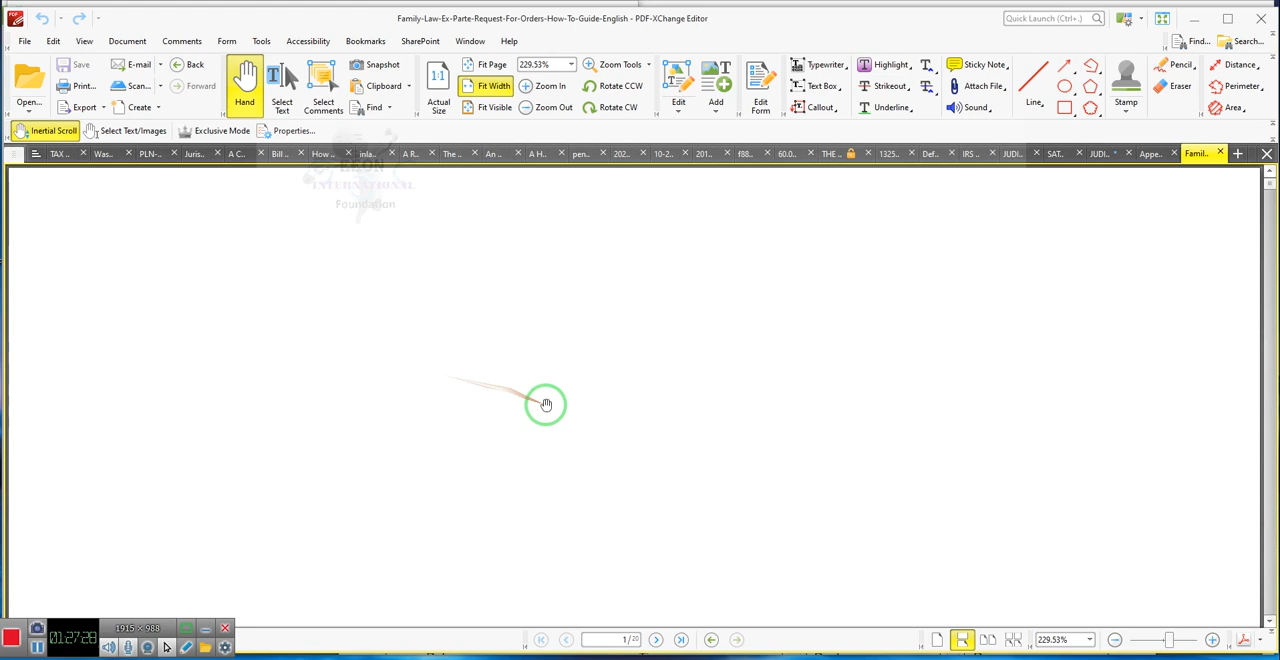 Family-Law-Ex-Parte-Request-For-Orders-How-To-Guide-English - PDF-XChange Editor
Quick Launch (Ctrl+.)
File Edit View Document Comments Form Tools Accessibility Bookmarks SharePoint Window Help
Find... Search...
Open... Save E-mail Back
Print... Scan... Forward
Export Create
Hand Select Text Select Comments
Snapshot
Clipboard
Find
1:1 Actual Size
Fit Page 229.53% Zoom Tools
Fit Width Zoom In Rotate CCW
Fit Visible Zoom Out Rotate CW
Edit Add Edit Form
Typewriter Highlight Sticky Note
Text Box Strikeout Attach File
Callout Underline Sound
Line Stamp
Pencil Distance
Eraser Perimeter
Area
Inertial Scroll Select Text/Images Exclusive Mode Properties...
TAX .. Was.. PLN-.. Juris.. A C.. Bill .. How .. inla.. A R.. The .. An .. A H.. pen.. 202.. 10-2.. 201.. f88.. 60.0.. THE .. 1325.. Def.. IRS .. JUDI.. SAT.. JUDI.. * Appe.. Famil..
INTERNATIONAL
Foundation
1915 × 988
01:27:28
1/20
229.53%